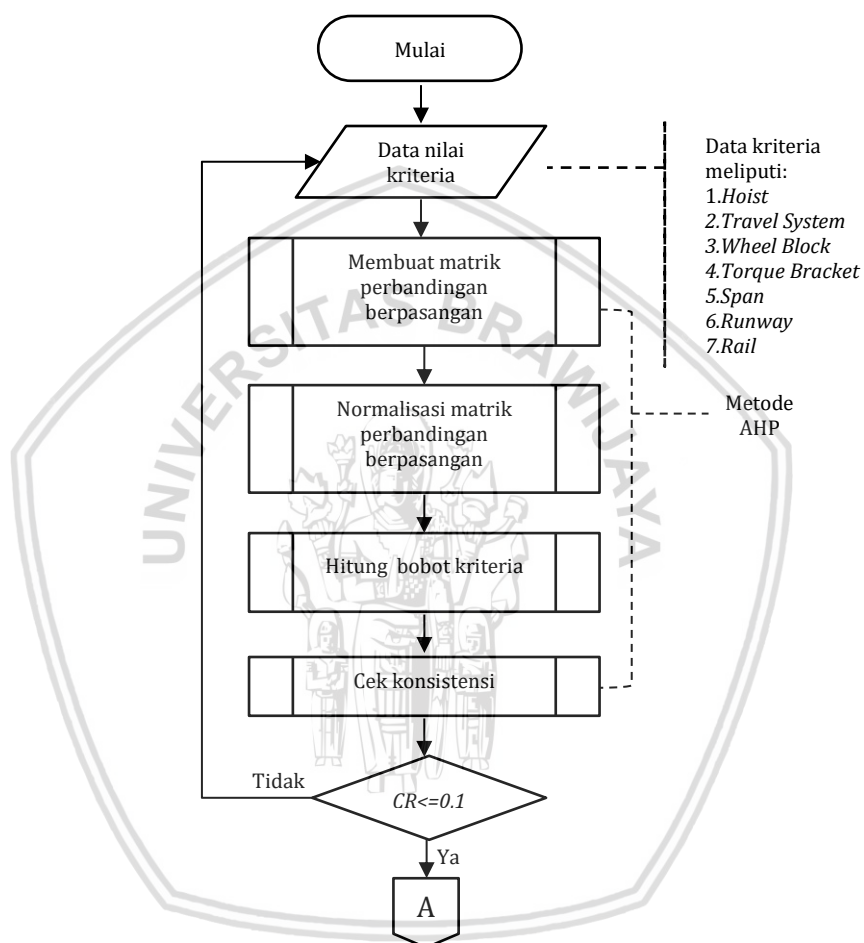 Mulai
Data nilai
kriteria
Data kriteria
meliputi:
1.Hoist
2.Travel System
3.Wheel Block
4.Torque Bracket
5.Span
6.Runway
7.Rail
Membuat matrik
perbandingan
berpasangan
UNIVERSITAS BRAWIJAYA
Normalisasi matrik
perbandingan
berpasangan
Metode
AHP
Hitung bobot kriteria
Cek konsistensi
Tidak
CR<=0.1
Ya
A